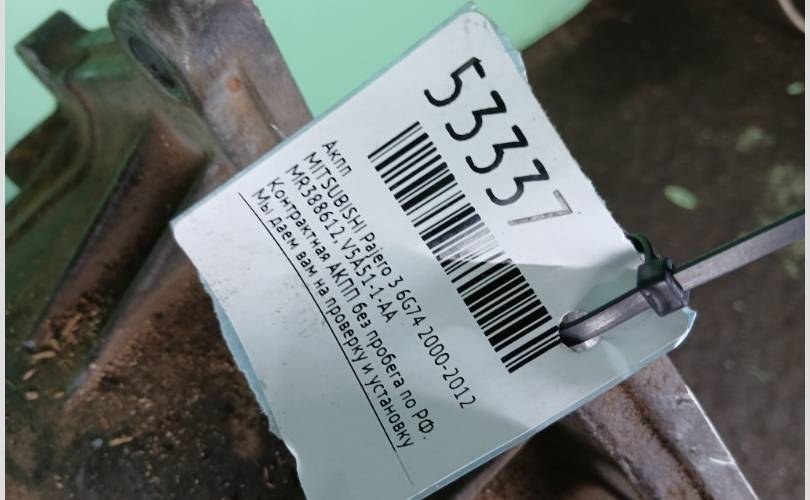 53337
Акпп
MITSUBISHI Pajero 3 6G74 2000-2012
MR388612, V5A51-1-AA
Контрактная АКПП без пробега по РФ.
Мы даем вам на проверку и установку